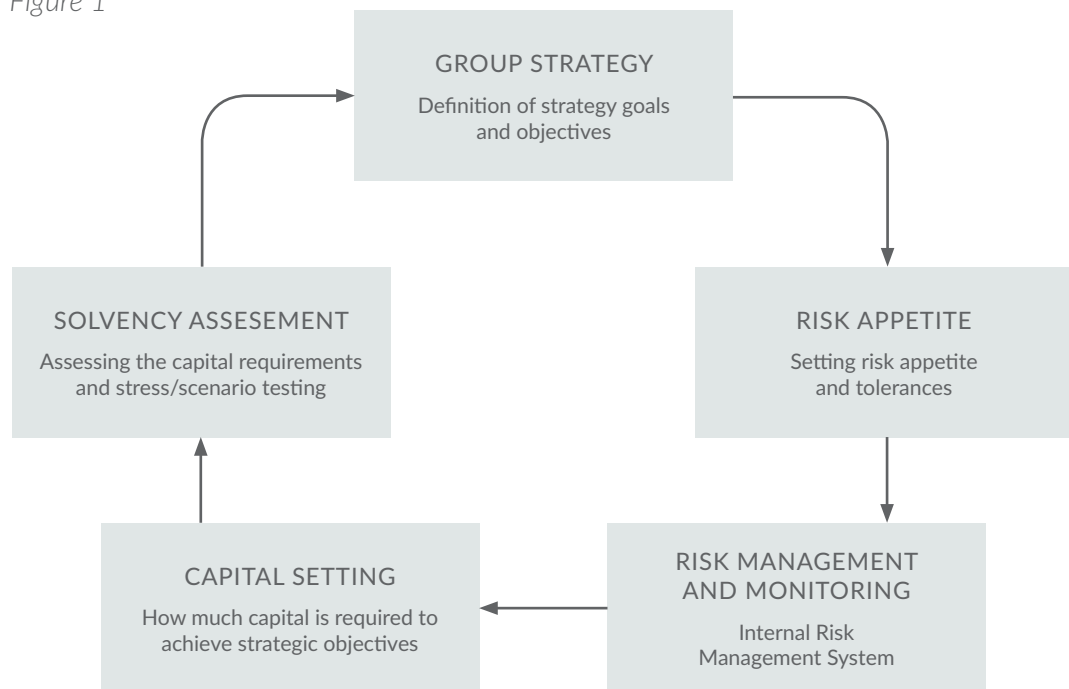 Figure 1
GROUP STRATEGY
Definition of strategy goals
and objectives
SOLVENCY ASSESEMENT
Assessing the capital requirements
and stress/scenario testing
RISK APPETITE
Setting risk appetite
and tolerances
CAPITAL SETTING
How much capital is required to
achieve strategic objectives
RISK MANAGEMENT
AND MONITORING
Internal Risk
Management System